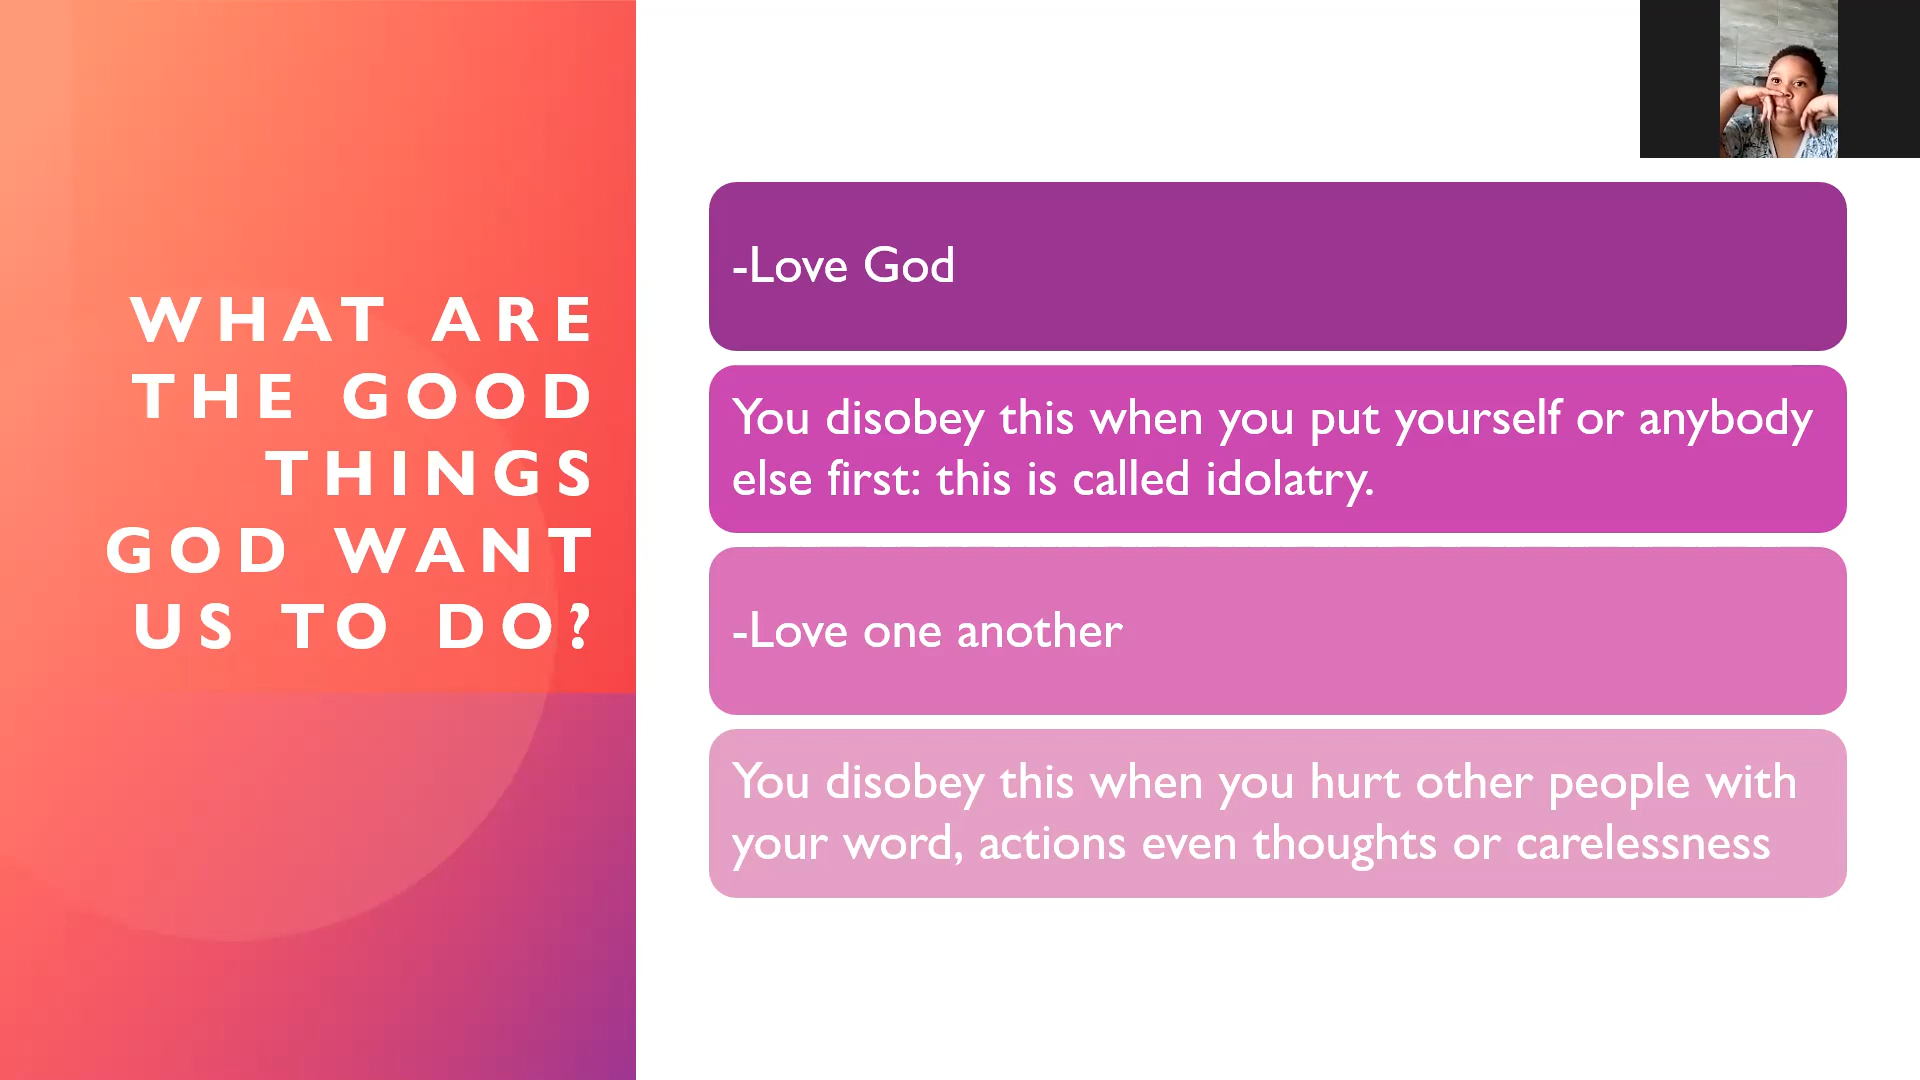 WHAT ARE
THE GOOD
THINGS
GOD WANT
US TO DO?
-Love God
You disobey this when you put yourself or anybody
else first: this is called idolatry.
-Love one another
You disobey this when you hurt other people with
your word, actions even thoughts or carelessness